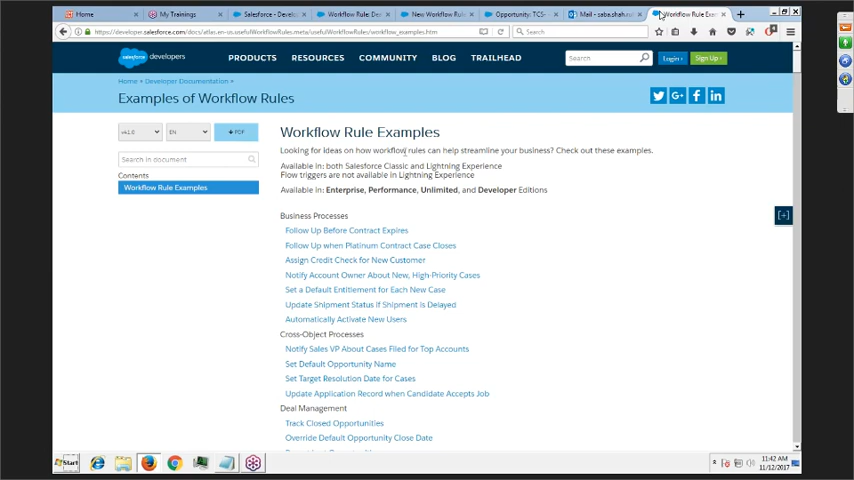 Home
My Trainings
Salesforce - Develo
Workflow Rule: De
New Workflow Rul
Opportunity: TCS-
Mail - saba.shah
Workflow Rule Exa
https://developer.salesforce.com/docs/atlas.en-us.usefulWorkflowRules.meta/usefulWorkflowRules/workflow_examples.htm
Search
developers
PRODUCTS
RESOURCES
COMMUNITY
BLOG
TRAILHEAD
Search
Login
Sign Up
Home » Developer Documentation »
Examples of Workflow Rules
v41.0
EN
PDF
Search in document
Contents
Workflow Rule Examples
Workflow Rule Examples
Looking for ideas on how workflow rules can help streamline your business? Check out these examples.
Available in: both Salesforce Classic and Lightning Experience
Flow triggers are not available in Lightning Experience
Available in: Enterprise, Performance, Unlimited, and Developer Editions
[+]
Business Processes
Follow Up Before Contract Expires
Follow Up when Platinum Contract Case Closes
Assign Credit Check for New Customer
Notify Account Owner About New, High-Priority Cases
Set a Default Entitlement for Each New Case
Update Shipment Status if Shipment is Delayed
Automatically Activate New Users
Cross-Object Processes
Notify Sales VP About Cases Filed for Top Accounts
Set Default Opportunity Name
Set Target Resolution Date for Cases
Update Application Record when Candidate Accepts Job
Deal Management
Track Closed Opportunities
Override Default Opportunity Close Date
Start
11:42 AM
11/12/2017